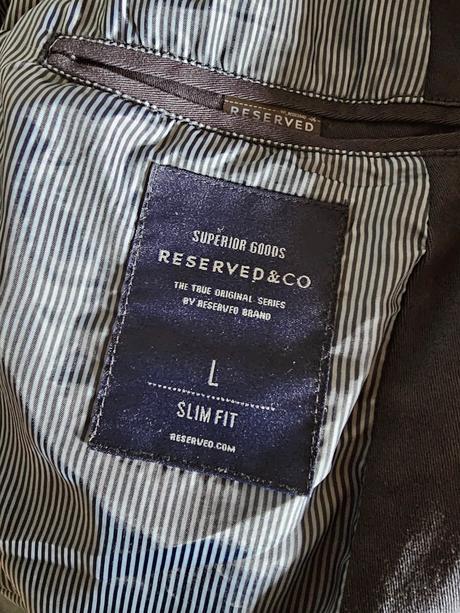 RESERVED
SUPERIOR GOODS
RESERVED&CO
THE TRUE ORIGINAL SERIES
BY RESERVED BRAND
L
SLIM FIT
RESERVED.COM